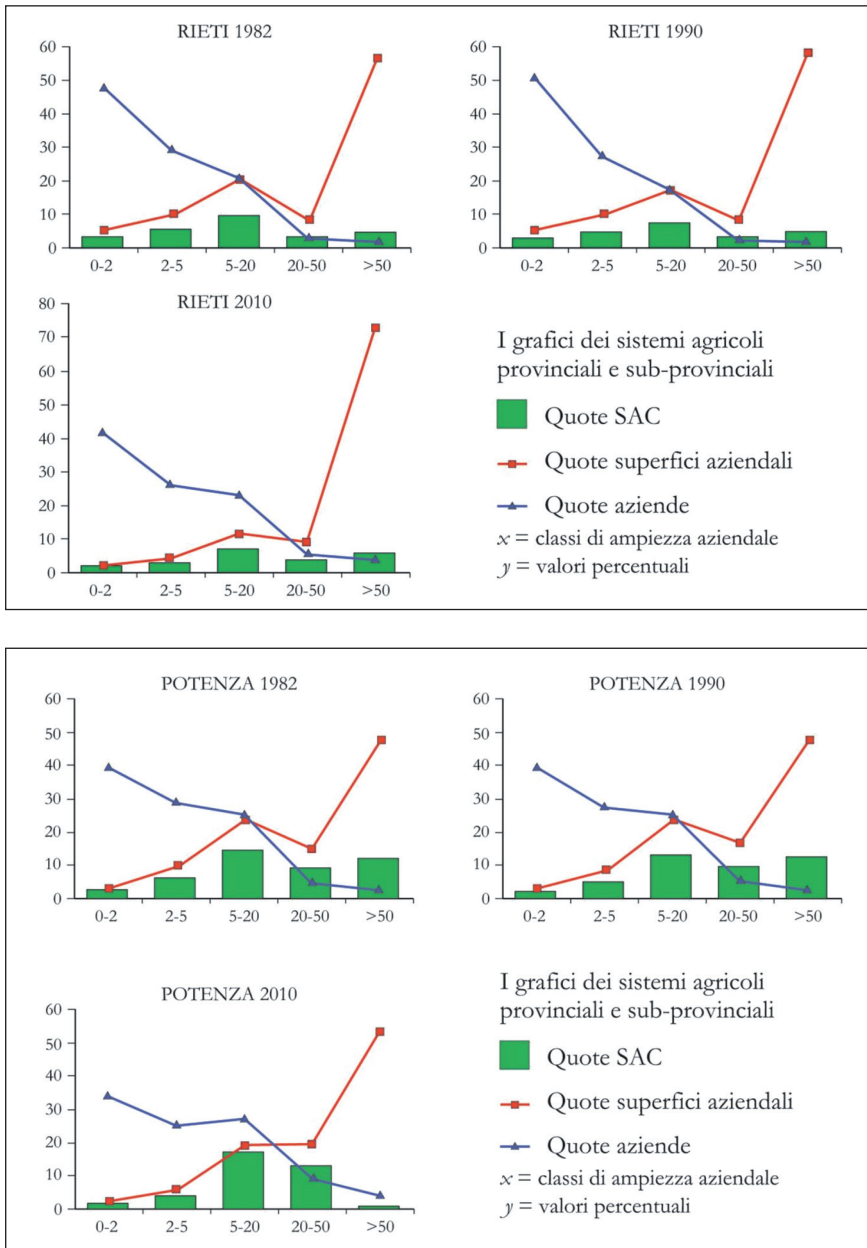 RIETI 1982
60
50
40
30
20
10
0
0-2 2-5 5-20 20-50 >50
RIETI 1990
60
50
40
30
20
10
0
0-2 2-5 5-20 20-50 >50
RIETI 2010
80
70
60
50
40
30
20
10
0
0-2 2-5 5-20 20-50 >50
I grafici dei sistemi agricoli
provinciali e sub-provinciali
Quote SAC
Quote superfici aziendali
Quote aziende
x = classi di ampiezza aziendale
y = valori percentuali
POTENZA 1982
60
50
40
30
20
10
0
0-2 2-5 5-20 20-50 >50
POTENZA 1990
60
50
40
30
20
10
0
0-2 2-5 5-20 20-50 >50
POTENZA 2010
60
50
40
30
20
10
0
0-2 2-5 5-20 20-50 >50
I grafici dei sistemi agricoli
provinciali e sub-provinciali
Quote SAC
Quote superfici aziendali
Quote aziende
x = classi di ampiezza aziendale
y = valori percentuali